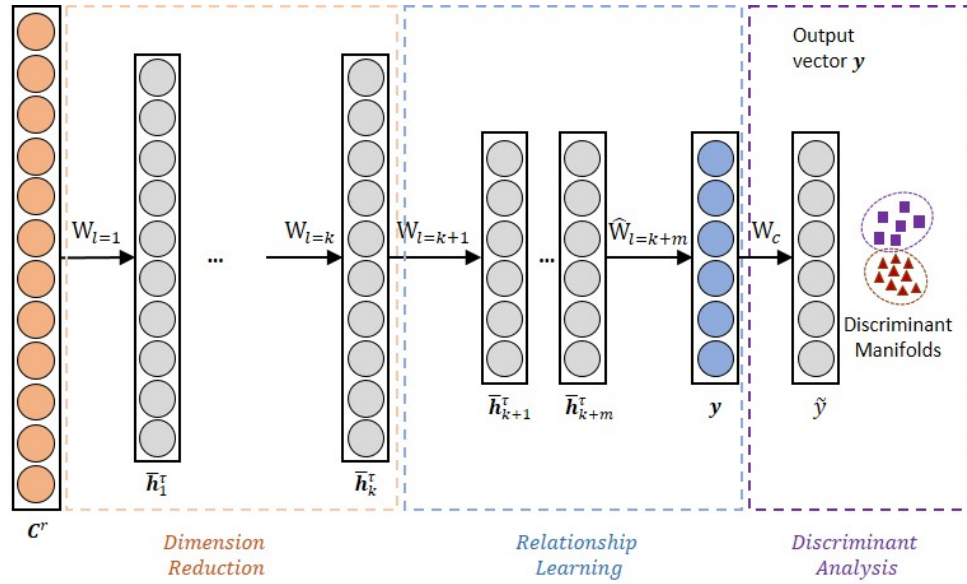 Output
vector y
W_{l=1}
W_{l=k}
W_{l=k+1}
Ŵ_{l=k+m}
W_c
...
...
Discriminant
Manifolds
h̄_1^τ
h̄_k^τ
h̄_{k+1}^τ
h̄_{k+m}^τ
y
ỹ
C^r
Dimension
Reduction
Relationship
Learning
Discriminant
Analysis